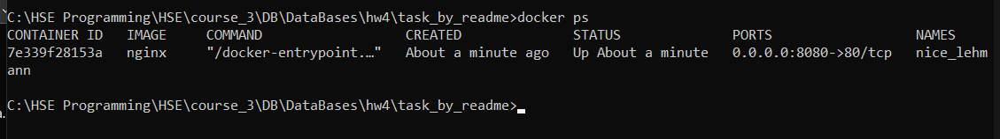 C:\HSE Programming\HSE\course_3\DB\DataBases\hw4\task_by_readme>docker ps
CONTAINER ID   IMAGE     COMMAND                  CREATED              STATUS              PORTS                  NAMES
7e339f28153a   nginx     "/docker-entrypoint.…"   About a minute ago   Up About a minute   0.0.0.0:8080->80/tcp   nice_lehm
ann
C:\HSE Programming\HSE\course_3\DB\DataBases\hw4\task_by_readme>
a.